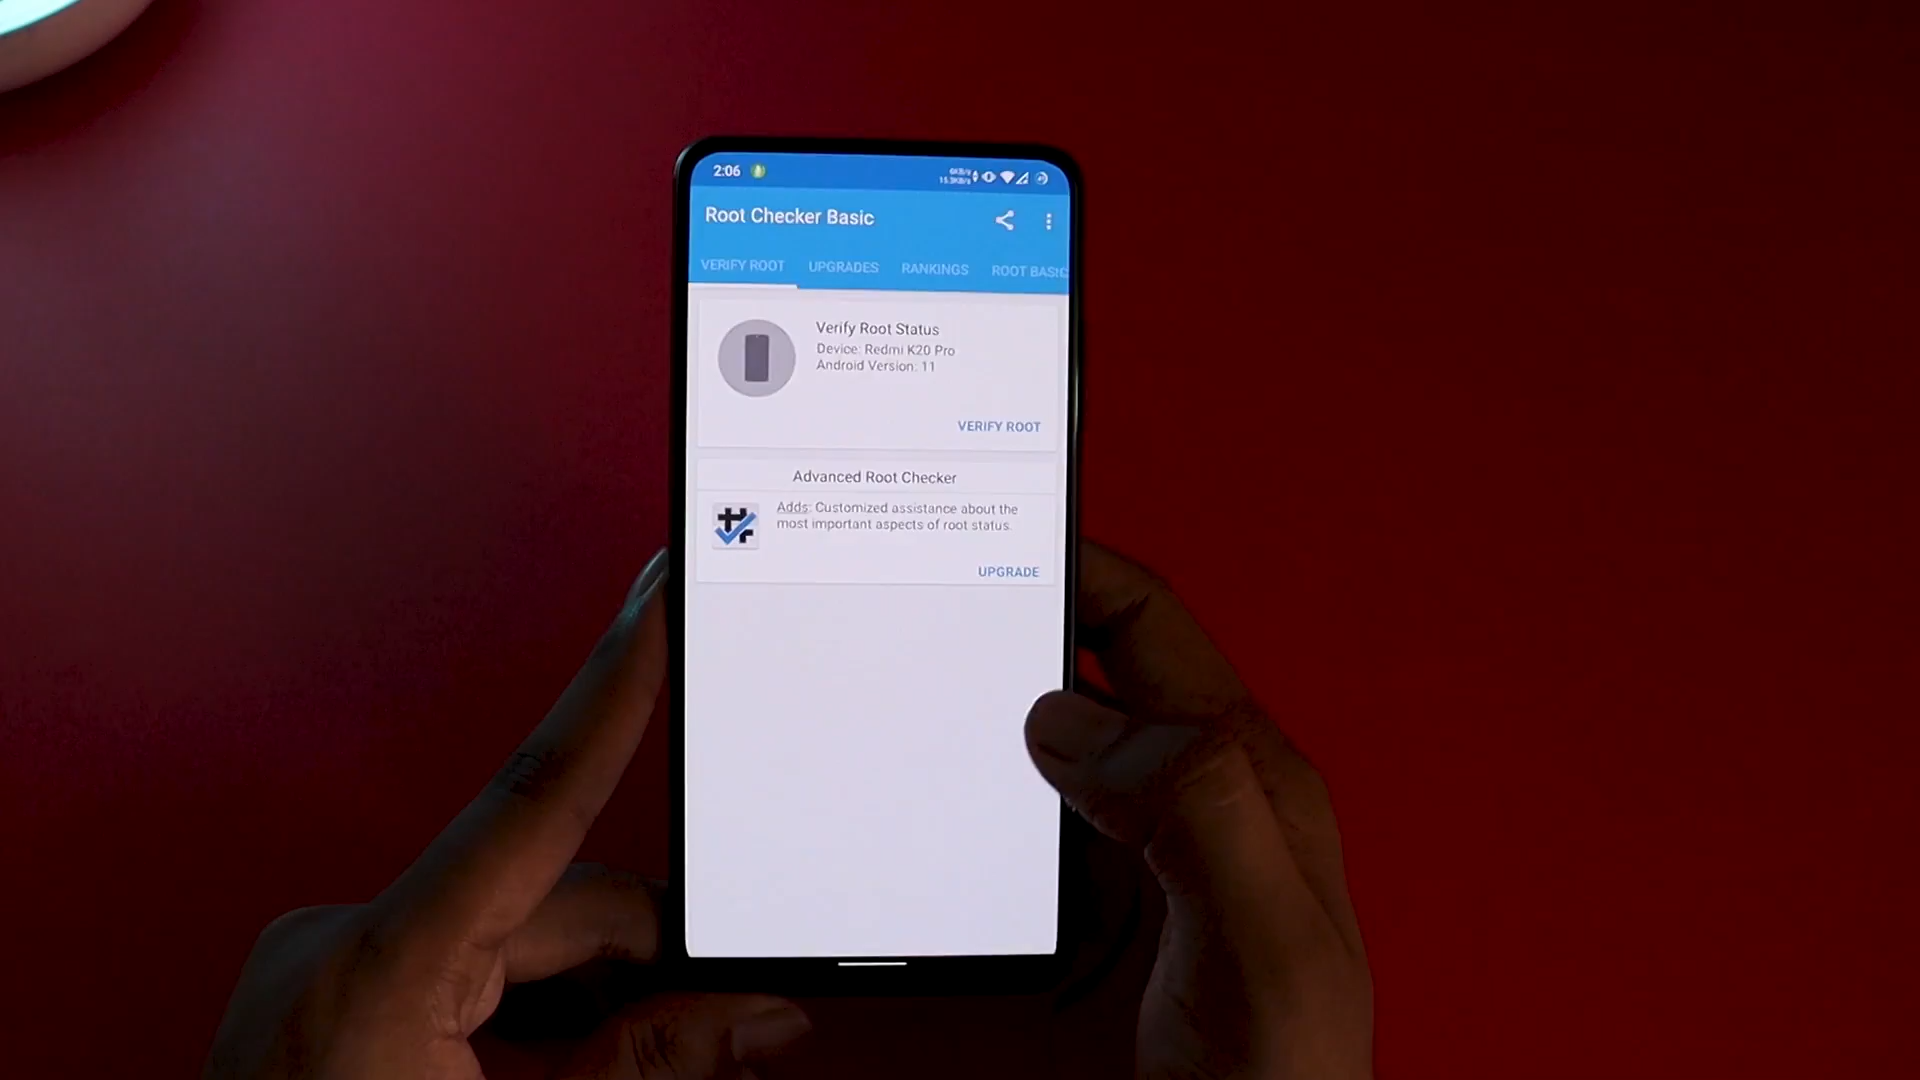 2:06
Root Checker Basic
VERIFY ROOT UPGRADES RANKINGS ROOT BASIC
Verify Root Status
Device: Redmi K20 Pro
Android Version: 11
VERIFY ROOT
Advanced Root Checker
Adds: Customized assistance about the
most important aspects of root status.
UPGRADE